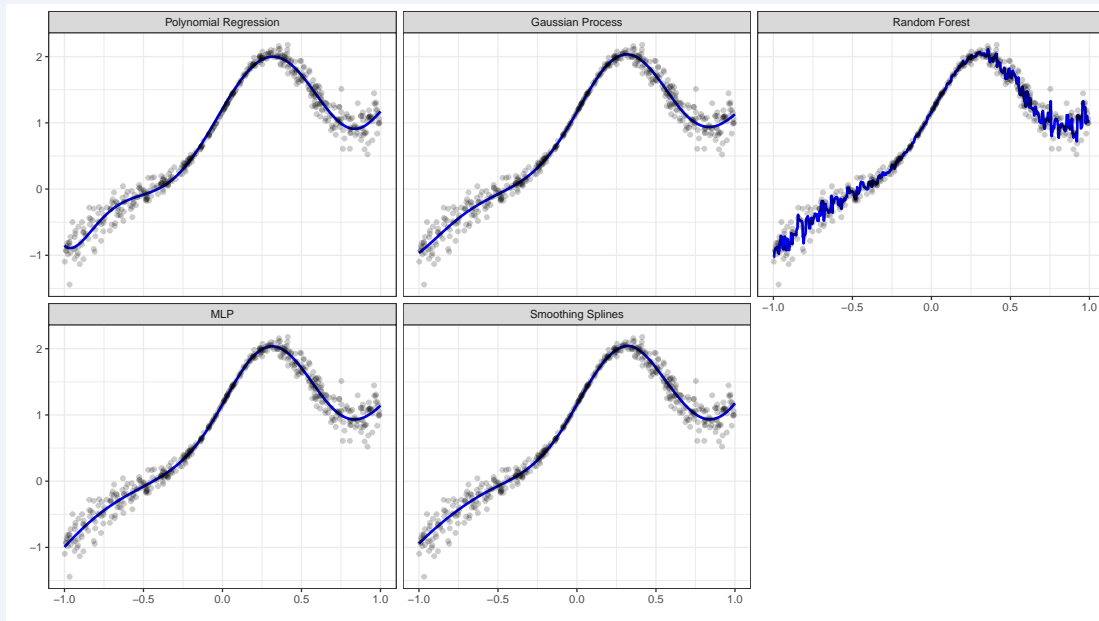 Polynomial Regression
Gaussian Process
Random Forest
2
1
0
−1
−1.0 −0.5 0.0 0.5 1.0
MLP
Smoothing Splines
2
1
0
−1
−1.0 −0.5 0.0 0.5 1.0
−1.0 −0.5 0.0 0.5 1.0